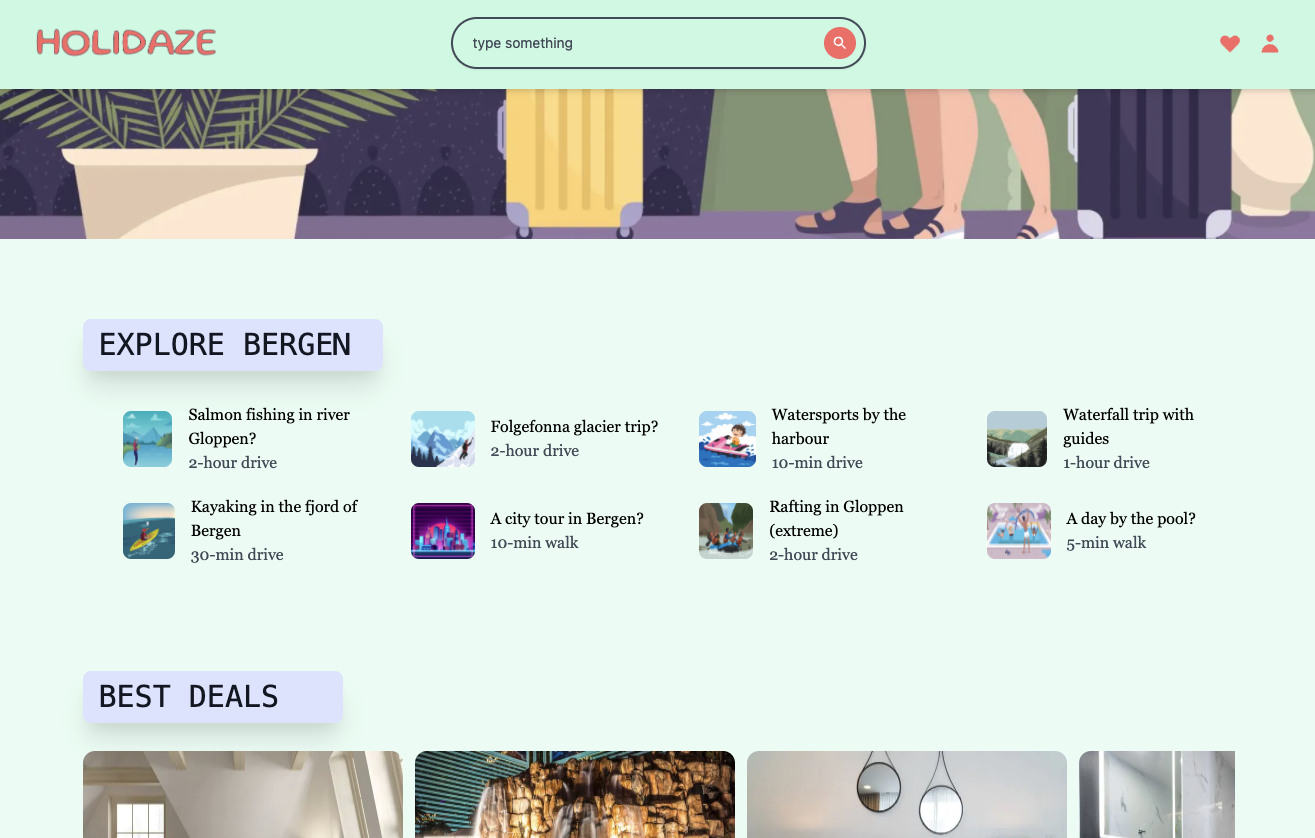 HOLIDAZE
type something
EXPLORE BERGEN
Salmon fishing in river
Gloppen?
2-hour drive
Folgefonna glacier trip?
2-hour drive
Watersports by the
harbour
10-min drive
Waterfall trip with
guides
1-hour drive
Kayaking in the fjord of
Bergen
30-min drive
A city tour in Bergen?
10-min walk
Rafting in Gloppen
(extreme)
2-hour drive
A day by the pool?
5-min walk
BEST DEALS